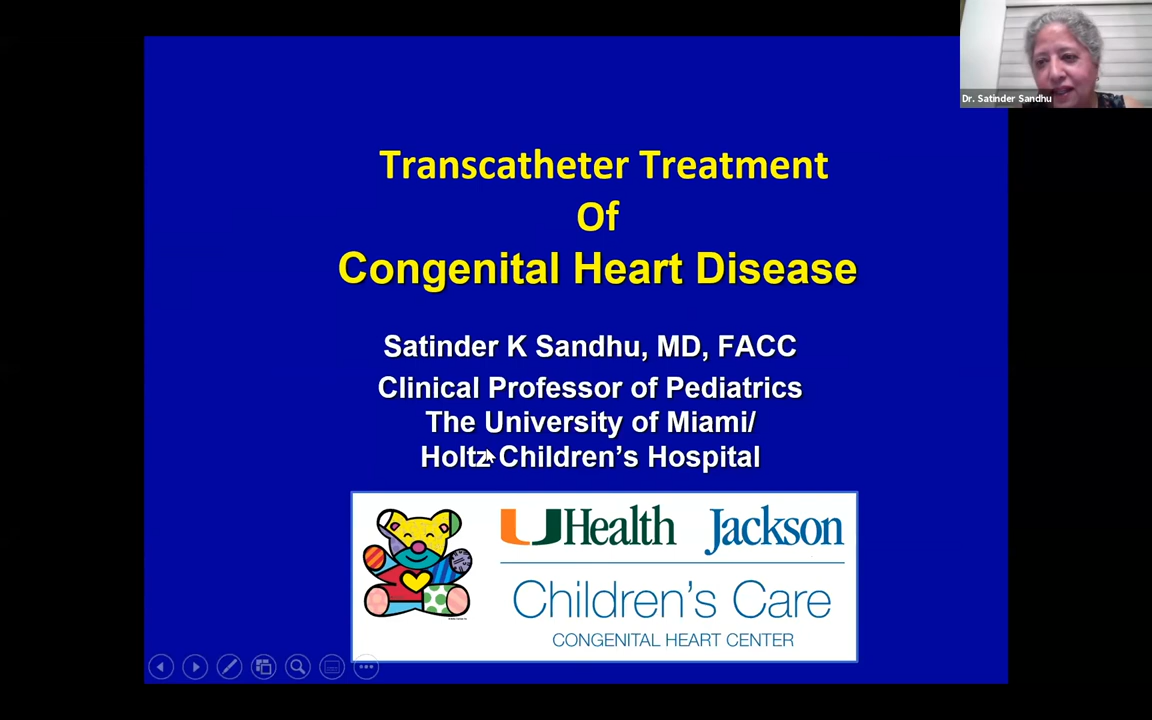 Dr. Satinder Sandhu
Transcatheter Treatment
Of
Congenital Heart Disease
Satinder K Sandhu, MD, FACC
Clinical Professor of Pediatrics
The University of Miami/
Holtz Children's Hospital
UHealth Jackson
Children's Care
CONGENITAL HEART CENTER